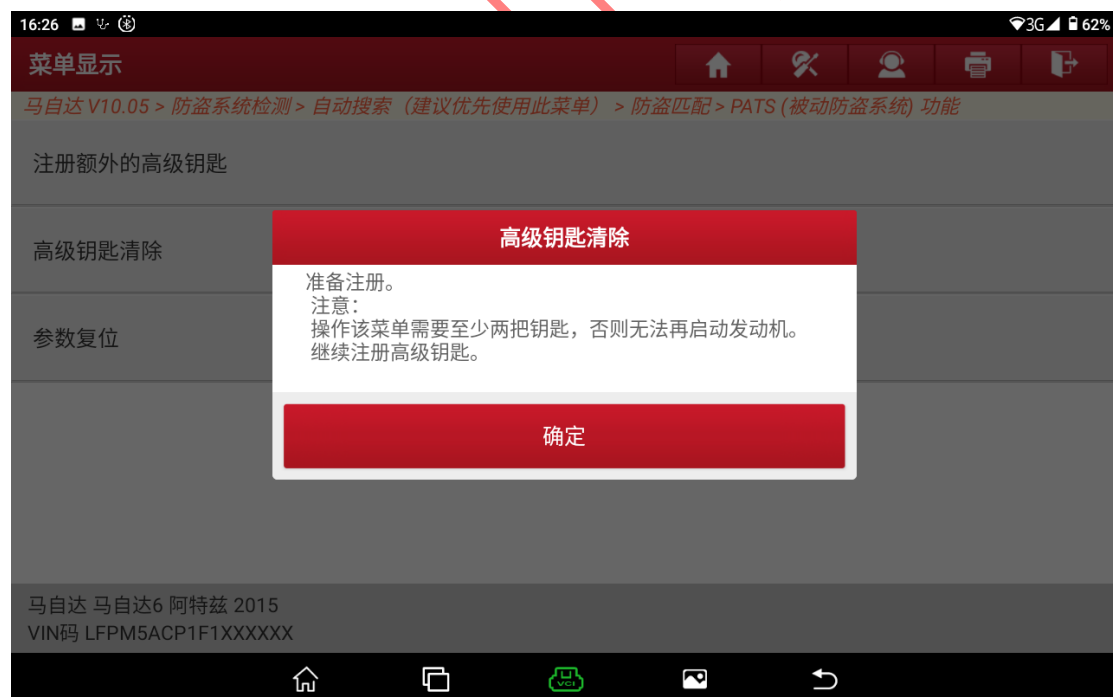 16:26
3G
62%
菜单显示
马自达 V10.05 > 防盗系统检测 > 自动搜索（建议优先使用此菜单） > 防盗匹配 > PATS (被动防盗系统) 功能
注册额外的高级钥匙
高级钥匙清除
参数复位
高级钥匙清除
准备注册。
注意：
操作该菜单需要至少两把钥匙，否则无法再启动发动机。
继续注册高级钥匙。
确定
马自达 马自达6 阿特兹 2015
VIN码 LFPM5ACP1F1XXXXXX
VCI